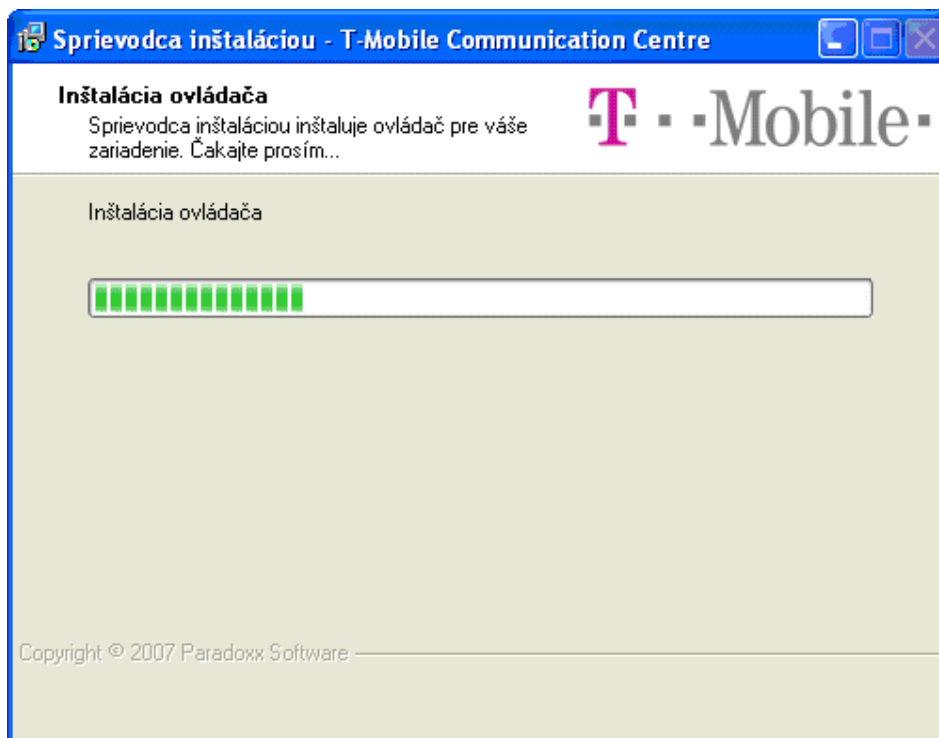 Sprievodca inštaláciou - T-Mobile Communication Centre
Inštalácia ovládača
Sprievodca inštaláciou inštaluje ovládač pre váše
zariadenie. Čakajte prosím...
·T· · ·Mobile·
Inštalácia ovládača
Copyright © 2007 Paradoxx Software